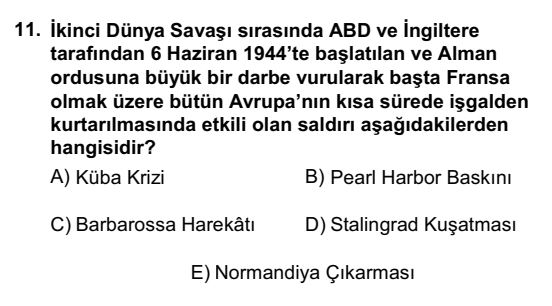 11. İkinci Dünya Savaşı sırasında ABD ve İngiltere
tarafından 6 Haziran 1944’te başlatılan ve Alman
ordusuna büyük bir darbe vurularak başta Fransa
olmak üzere bütün Avrupa’nın kısa sürede işgalden
kurtarılmasında etkili olan saldırı aşağıdakilerden
hangisidir?
A) Küba Krizi B) Pearl Harbor Baskını
C) Barbarossa Harekâtı D) Stalingrad Kuşatması
E) Normandiya Çıkarması